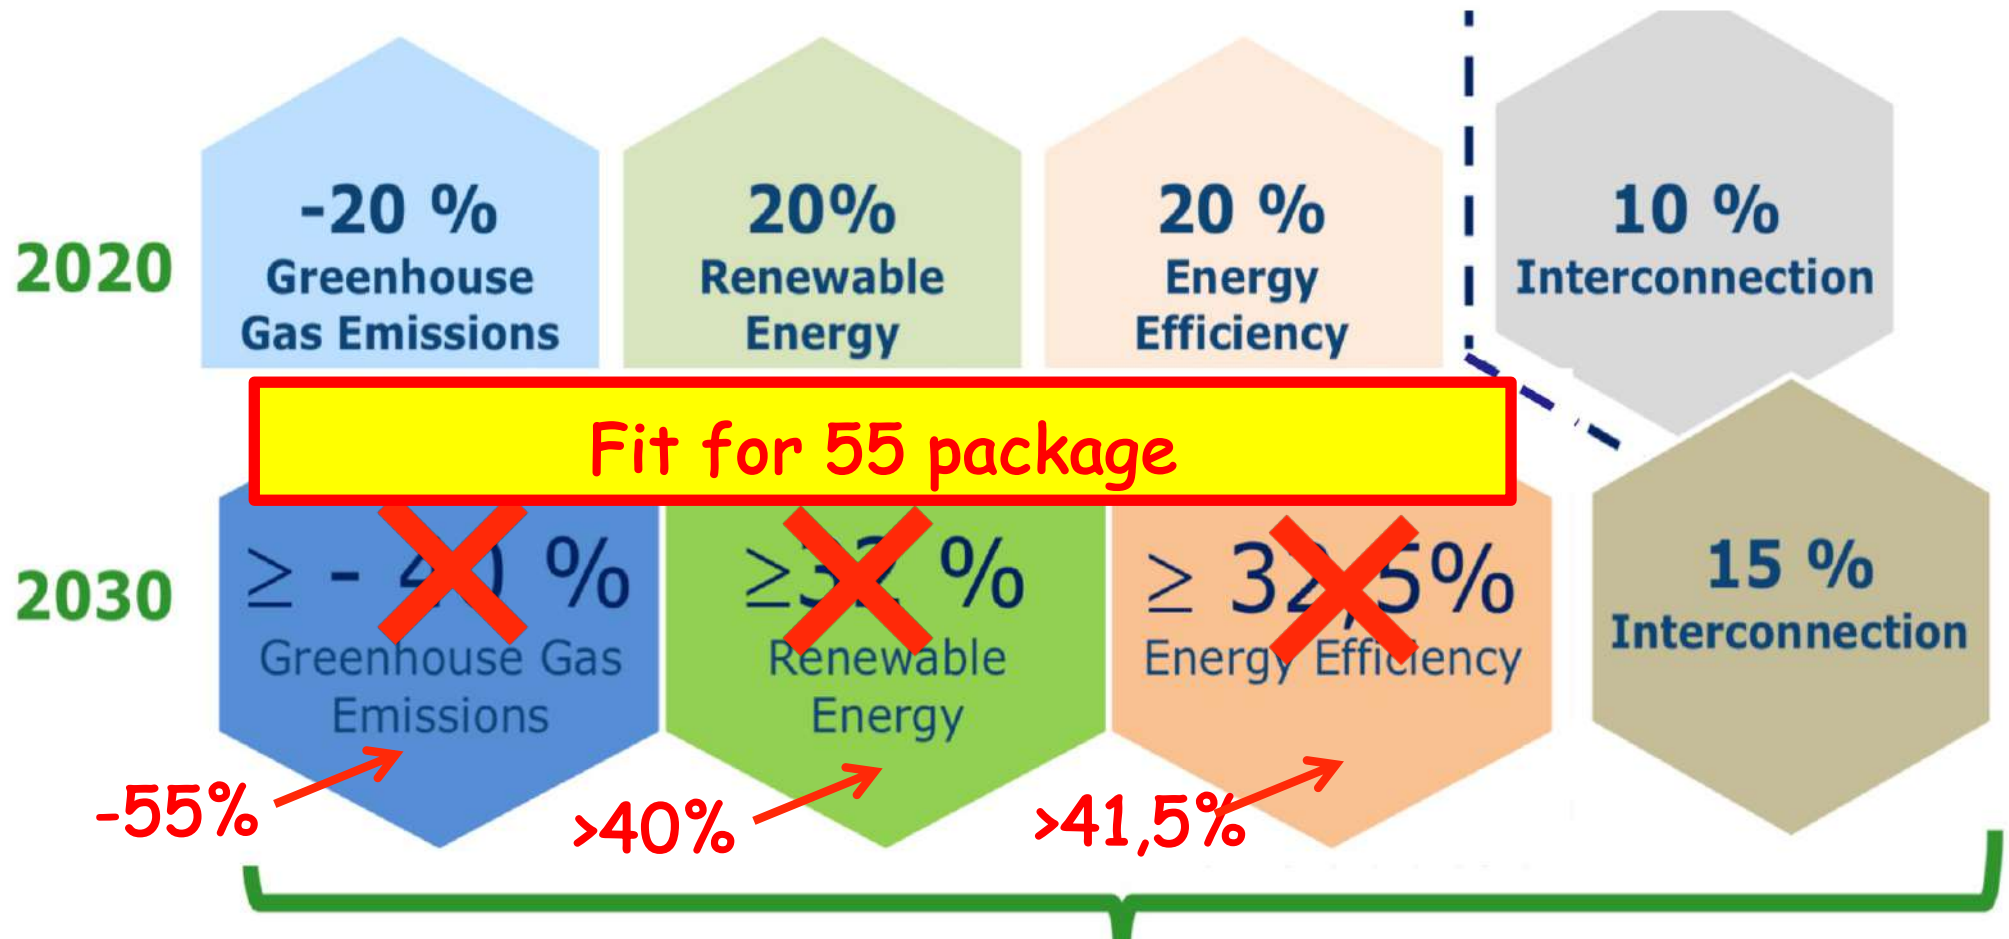 2020
-20 %
Greenhouse
Gas Emissions
20%
Renewable
Energy
20 %
Energy
Efficiency
10 %
Interconnection
Fit for 55 package
2030
≥ - 40 %
Greenhouse Gas
Emissions
≥32 %
Renewable
Energy
≥ 32,5%
Energy Efficiency
15 %
Interconnection
-55%
>40%
>41,5%